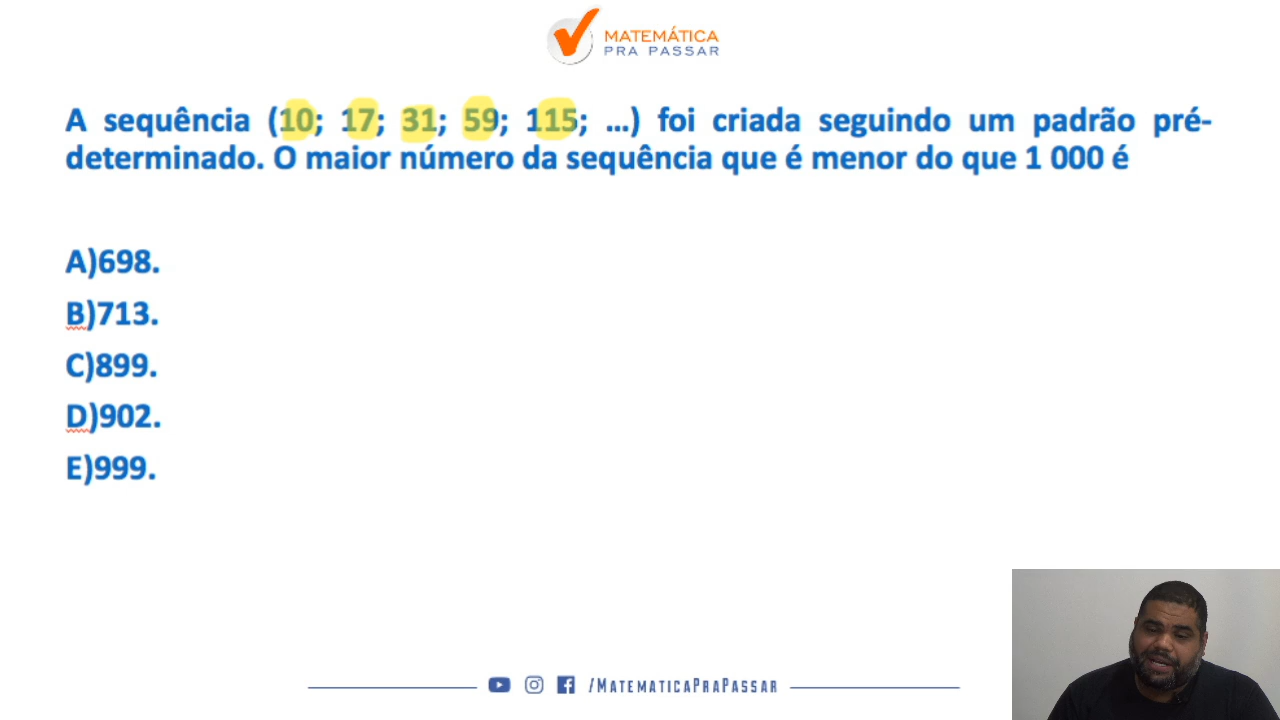 MATEMÁTICA
PRA PASSAR
A sequência (10; 17; 31; 59; 115; ...) foi criada seguindo um padrão pré-
determinado. O maior número da sequência que é menor do que 1 000 é
A)698.
B)713.
C)899.
D)902.
E)999.
/MATEMATICAPRAPASSAR